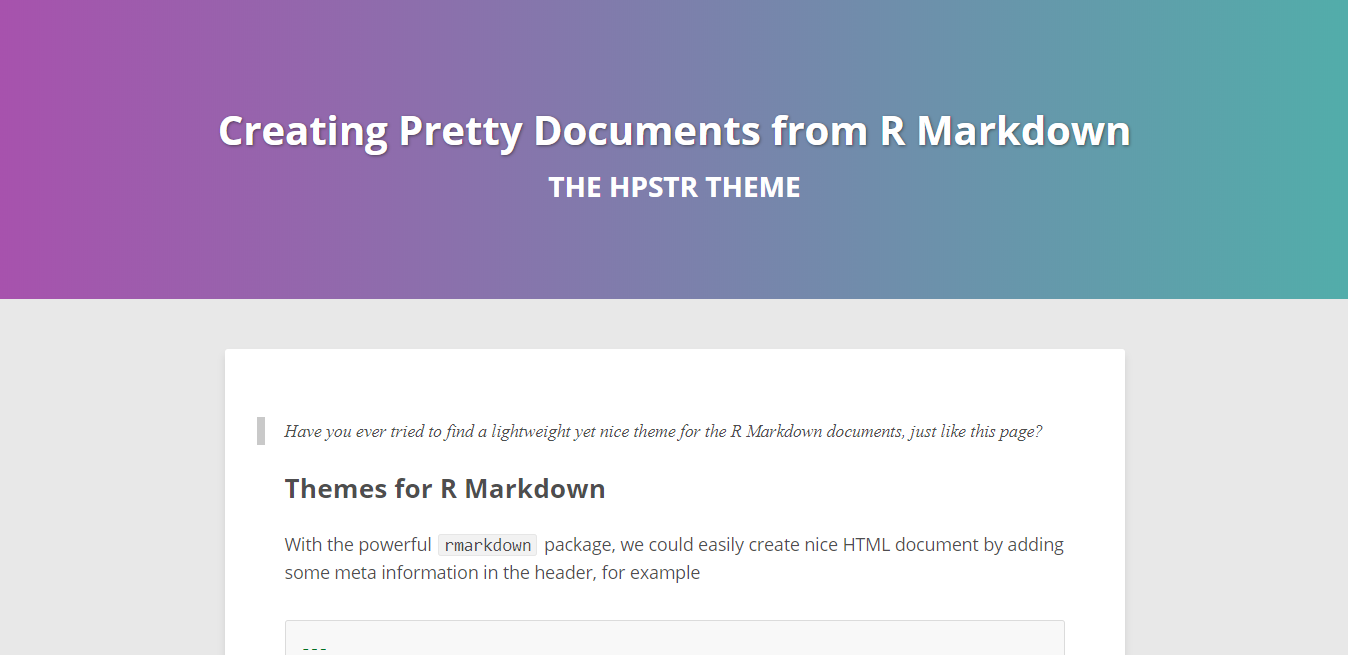 Creating Pretty Documents from R Markdown
THE HPSTR THEME
Have you ever tried to find a lightweight yet nice theme for the R Markdown documents, just like this page?
Themes for R Markdown
With the powerful rmarkdown package, we could easily create nice HTML document by adding
some meta information in the header, for example
---